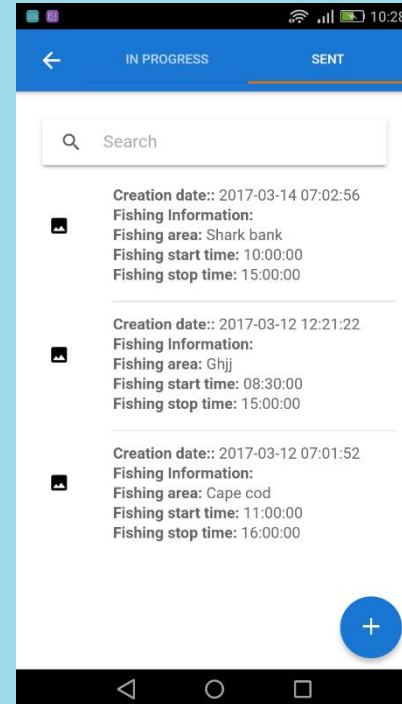 10:28
IN PROGRESS
SENT
Search
Creation date:: 2017-03-14 07:02:56
Fishing Information:
Fishing area: Shark bank
Fishing start time: 10:00:00
Fishing stop time: 15:00:00
Creation date:: 2017-03-12 12:21:22
Fishing Information:
Fishing area: Ghjj
Fishing start time: 08:30:00
Fishing stop time: 15:00:00
Creation date:: 2017-03-12 07:01:52
Fishing Information:
Fishing area: Cape cod
Fishing start time: 11:00:00
Fishing stop time: 16:00:00